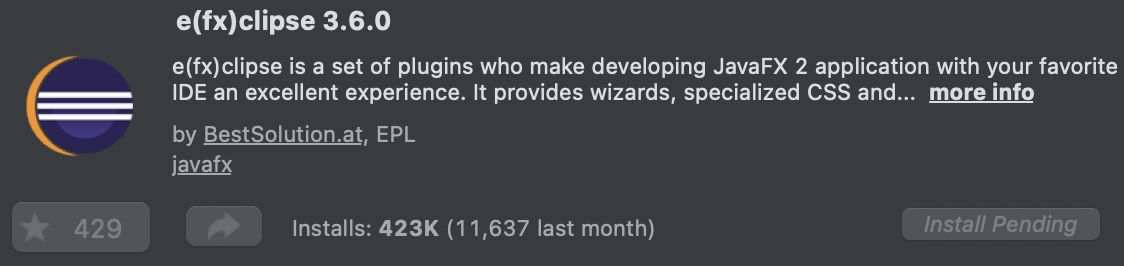 e(fx)clipse 3.6.0
e(fx)clipse is a set of plugins who make developing JavaFX 2 application with your favorite
IDE an excellent experience. It provides wizards, specialized CSS and... more info
by BestSolution.at, EPL
javafx
429
Installs: 423K (11,637 last month)
Install Pending